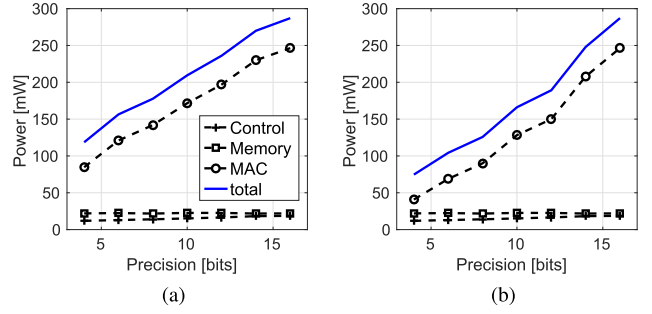 300
250
200
150
100
50
0
Power [mW]
5
10
15
Precision [bits]
Control
Memory
MAC
total
(a)
300
250
200
150
100
50
0
Power [mW]
5
10
15
Precision [bits]
(b)